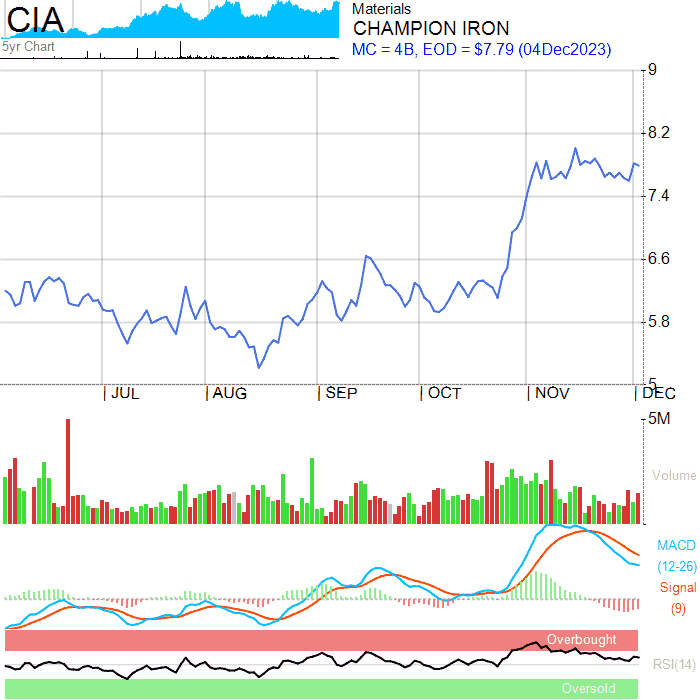 CIA
Materials
CHAMPION IRON
MC = 4B, EOD = $7.79 (04Dec2023)
5yr Chart
9
8.2
7.4
6.6
5.8
5
JUL AUG SEP OCT NOV DEC
5M
Volume
MACD
(12-26)
Signal
(9)
Overbought
RSI(14)
Oversold